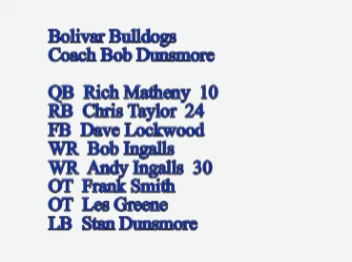 Bolivar Bulldogs
Coach Bob Dunsmore
QB Rich Matheny 10
RB Chris Taylor 24
FB Dave Lockwood
WR Bob Ingalls
WR Andy Ingalls 30
OT Frank Smith
OT Les Greene
LB Stan Dunsmore